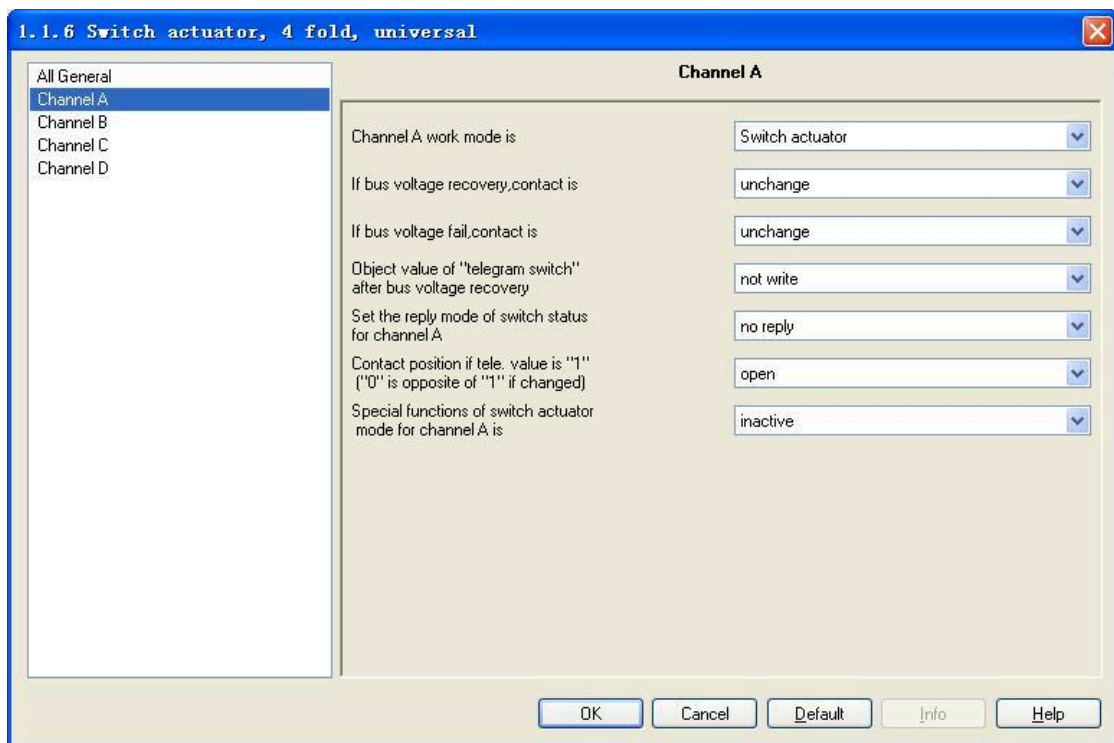 1.1.6 Switch actuator, 4 fold, universal
All General
Channel A
Channel B
Channel C
Channel D
Channel A
Channel A work mode is
Switch actuator
If bus voltage recovery,contact is
unchange
If bus voltage fail,contact is
unchange
Object value of "telegram switch"
after bus voltage recovery
not write
Set the reply mode of switch status
for channel A
no reply
Contact position if tele. value is "1"
("0" is opposite of "1" if changed)
open
Special functions of switch actuator
mode for channel A is
inactive
OK
Cancel
Default
Info
Help